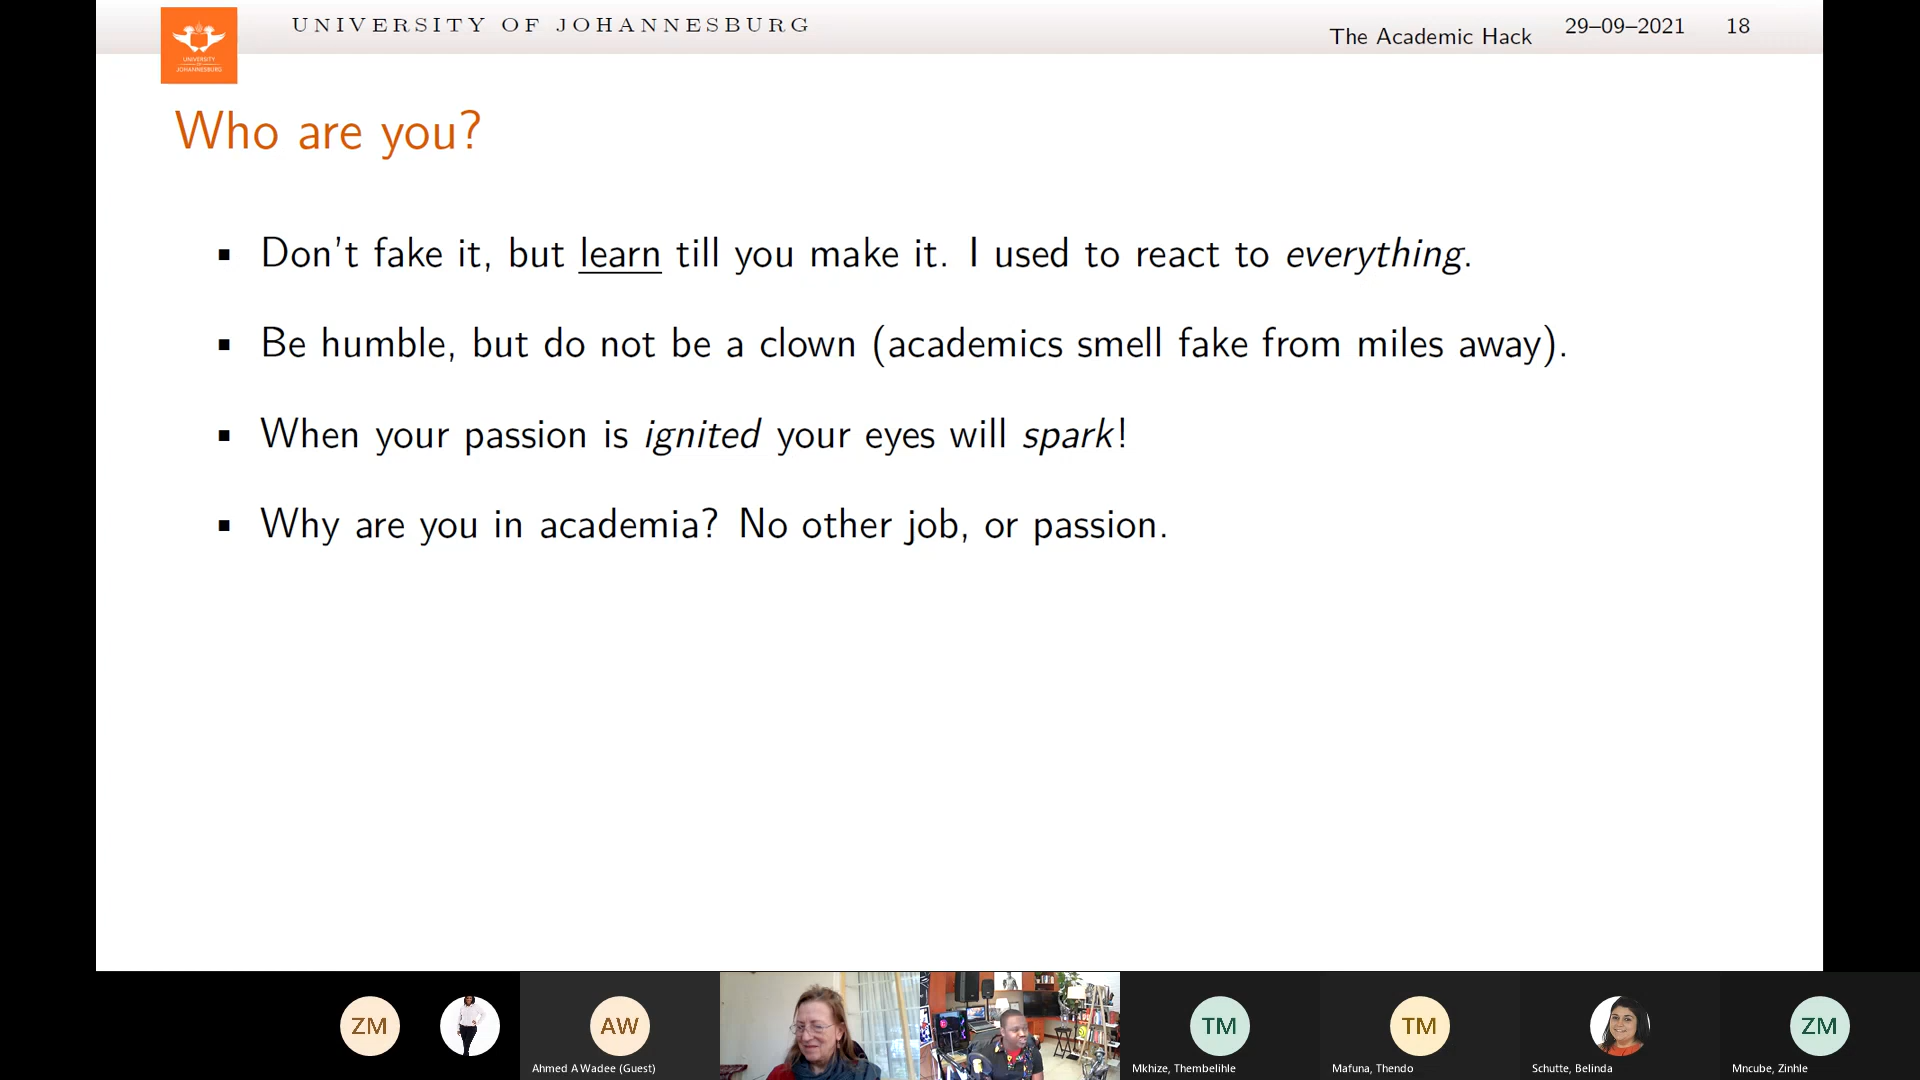 UNIVERSITY OF JOHANNESBURG
The Academic Hack
29–09–2021
18
UNIVERSITY
OF
JOHANNESBURG
Who are you?
▪ Don't fake it, but learn till you make it. I used to react to everything.
▪ Be humble, but do not be a clown (academics smell fake from miles away).
▪ When your passion is ignited your eyes will spark!
▪ Why are you in academia? No other job, or passion.
ZM
AW
TM
TM
ZM
Ahmed A Wadee (Guest)
Mkhize, Thembelihle
Mafuna, Thendo
Schutte, Belinda
Mncube, Zinhle